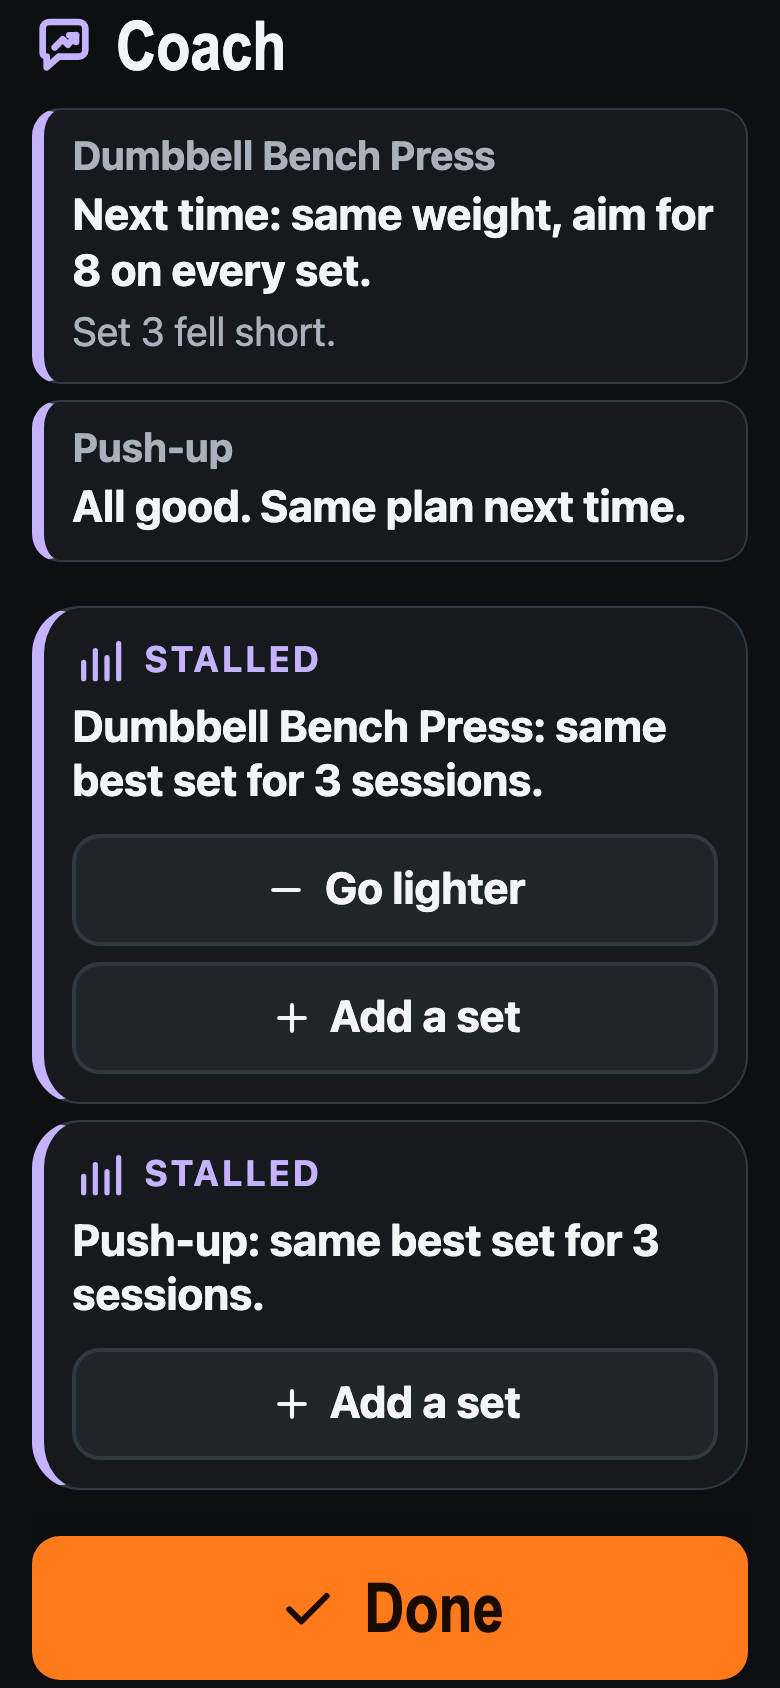 Coach
Dumbbell Bench Press
Next time: same weight, aim for
8 on every set.
Set 3 fell short.
Push-up
All good. Same plan next time.
STALLED
Dumbbell Bench Press: same
best set for 3 sessions.
− Go lighter
+ Add a set
STALLED
Push-up: same best set for 3
sessions.
+ Add a set
Done